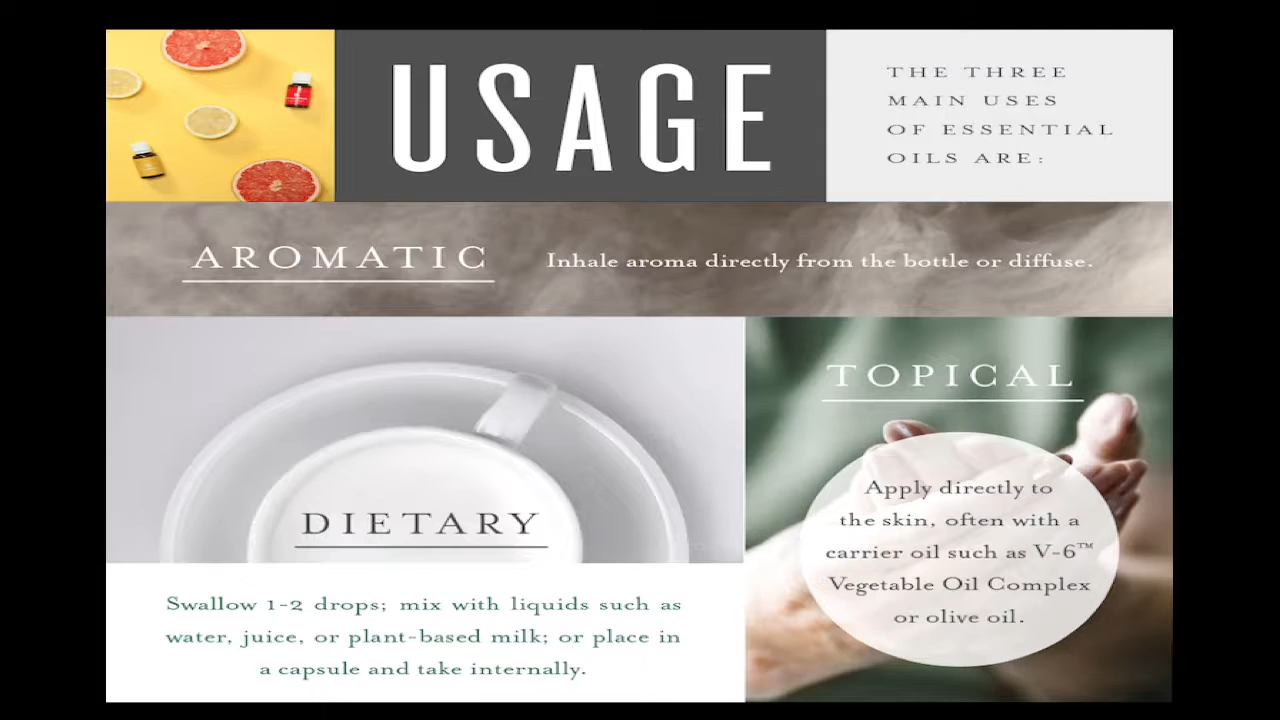 USAGE
THE THREE
MAIN USES
OF ESSENTIAL
OILS ARE:
AROMATIC
Inhale aroma directly from the bottle or diffuse.
DIETARY
Swallow 1-2 drops; mix with liquids such as
water, juice, or plant-based milk; or place in
a capsule and take internally.
TOPICAL
Apply directly to
the skin, often with a
carrier oil such as V-6™
Vegetable Oil Complex
or olive oil.